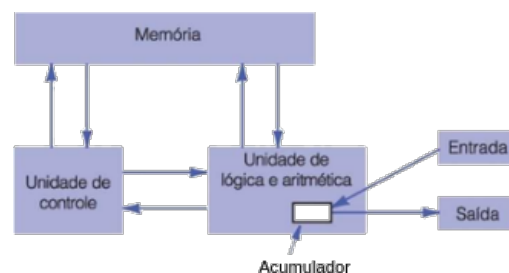 Memória
Unidade de
controle
Unidade de
lógica e aritmética
Entrada
Saída
Acumulador